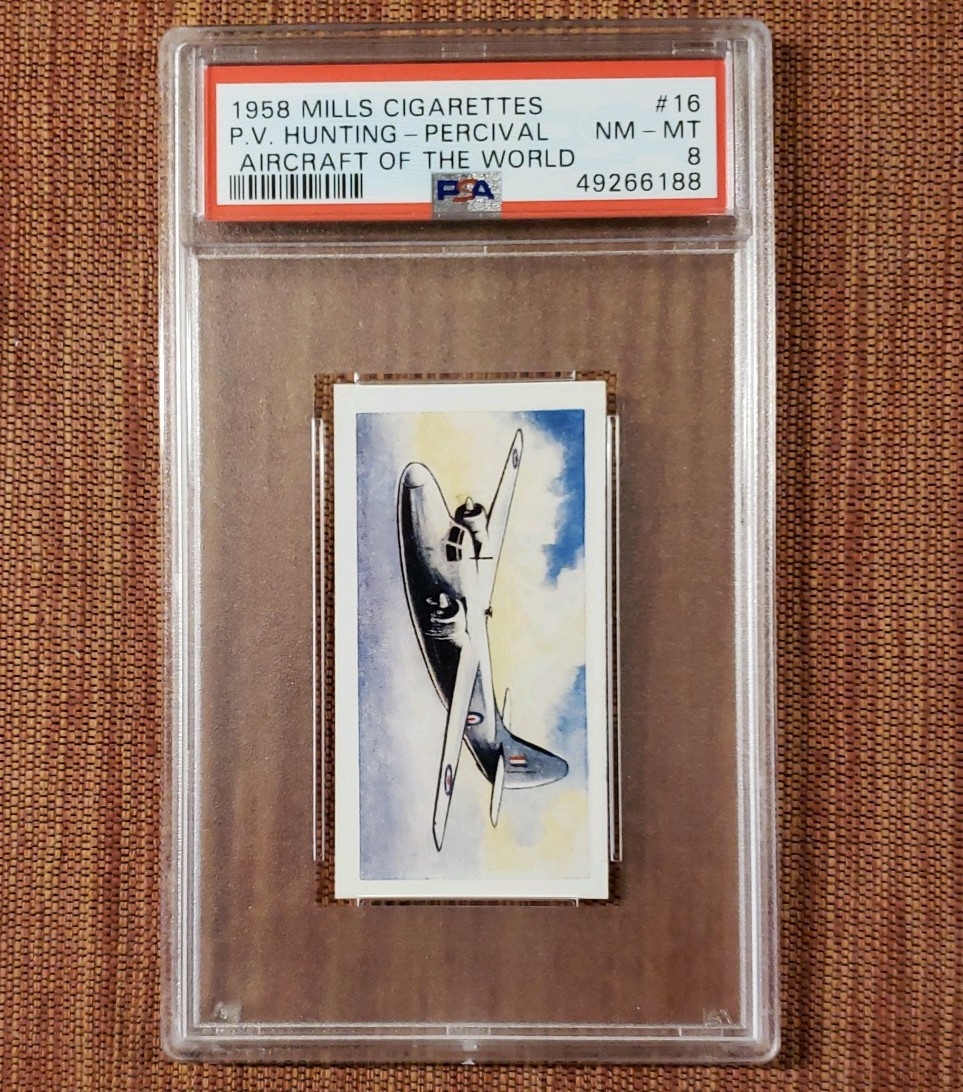 1958 MILLS CIGARETTES #16
P.V. HUNTING - PERCIVAL NM - MT
AIRCRAFT OF THE WORLD 8
PSA 49266188